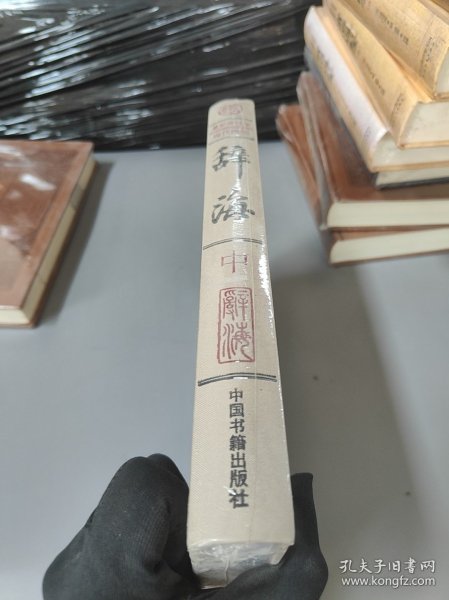 辞海
中
辭海
中国书籍出版社
孔夫子旧书网
www.kongfz.com